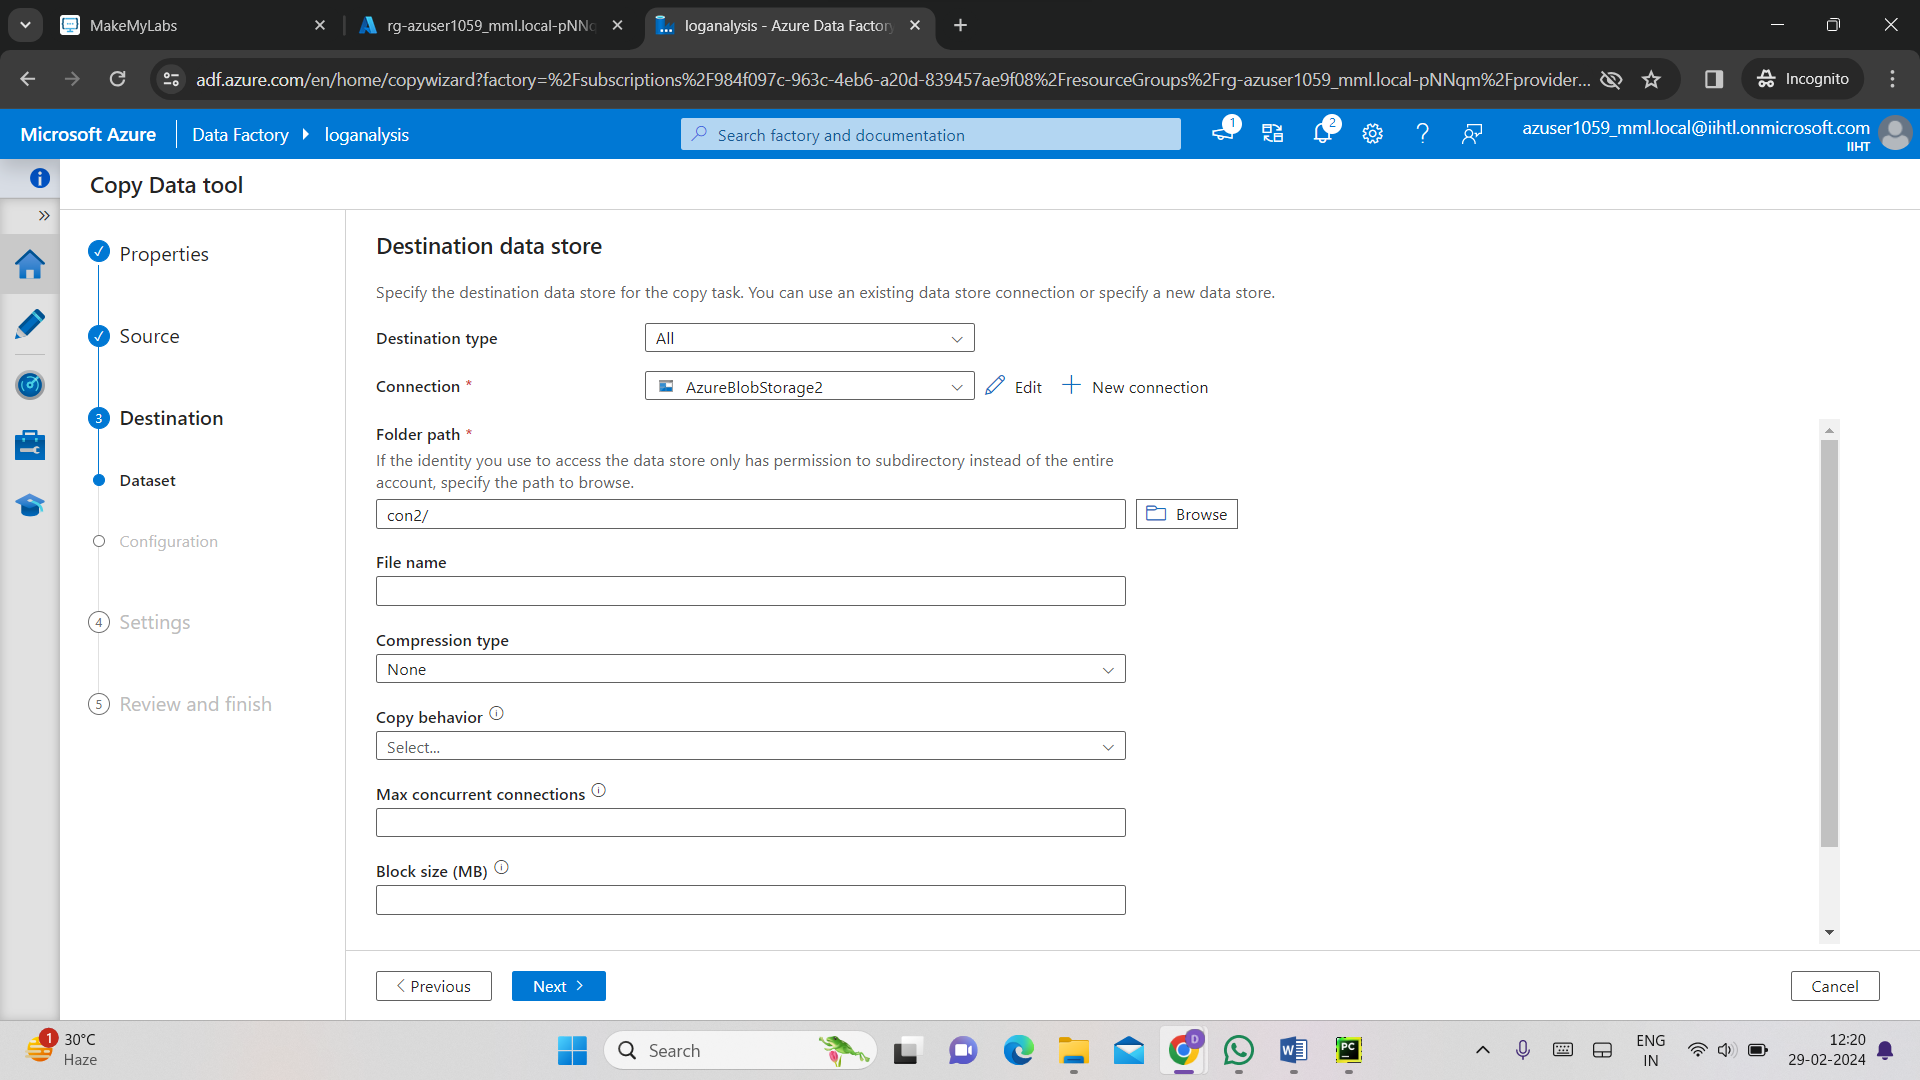 MakeMyLabs
rg-azuser1059_mml.local-pNNq
loganalysis - Azure Data Factory
adf.azure.com/en/home/copywizard?factory=%2Fsubscriptions%2F984f097c-963c-4eb6-a20d-839457ae9f08%2FresourceGroups%2Frg-azuser1059_mml.local-pNNqm%2Fprovider...
Incognito
Microsoft Azure
Data Factory
loganalysis
Search factory and documentation
1
2
azuser1059_mml.local@iihtl.onmicrosoft.com
IIHT
Copy Data tool
Properties
Source
3 Destination
Dataset
Configuration
4 Settings
5 Review and finish
Destination data store
Specify the destination data store for the copy task. You can use an existing data store connection or specify a new data store.
Destination type
All
Connection *
AzureBlobStorage2
Edit
New connection
Folder path *
If the identity you use to access the data store only has permission to subdirectory instead of the entire
account, specify the path to browse.
con2/
Browse
File name
Compression type
None
Copy behavior
Select...
Max concurrent connections
Block size (MB)
Previous
Next
Cancel
1
30°C
Haze
Search
D
W
PC
ENG
IN
12:20
29-02-2024